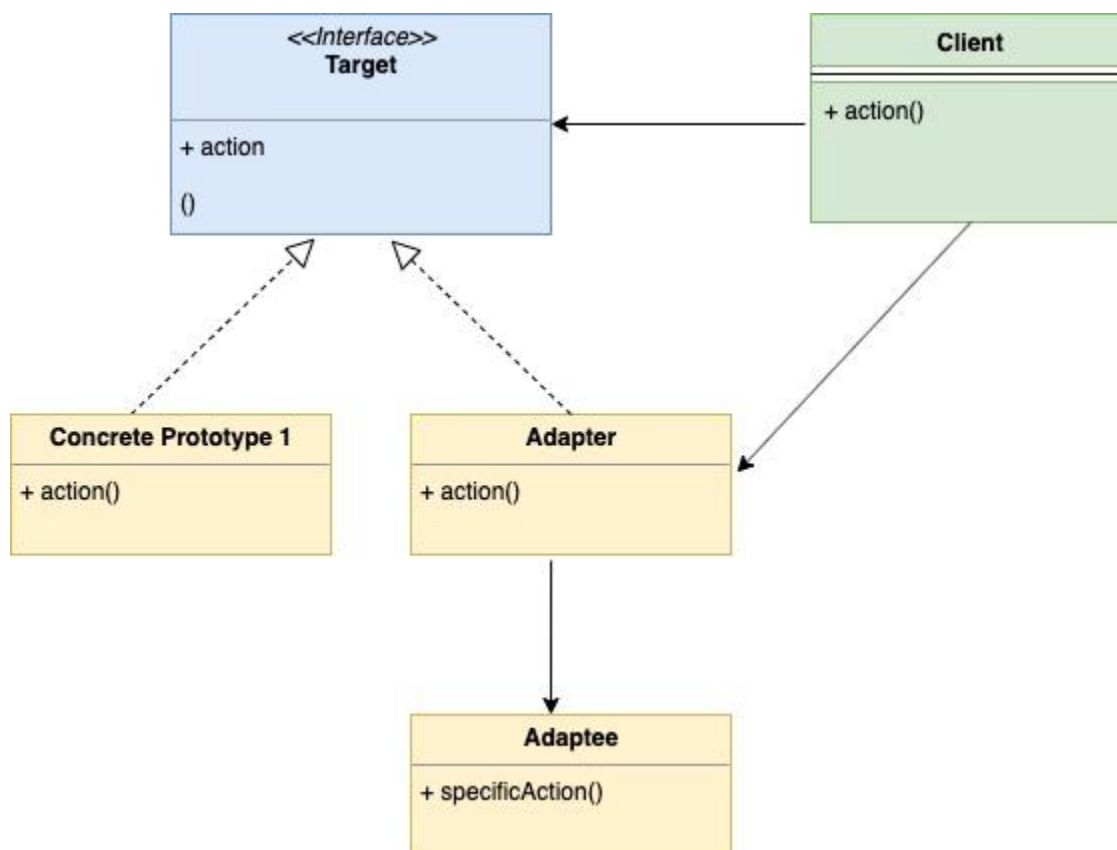 <<Interface>>
Target
+ action
()
Client
+ action()
Concrete Prototype 1
+ action()
Adapter
+ action()
Adaptee
+ specificAction()